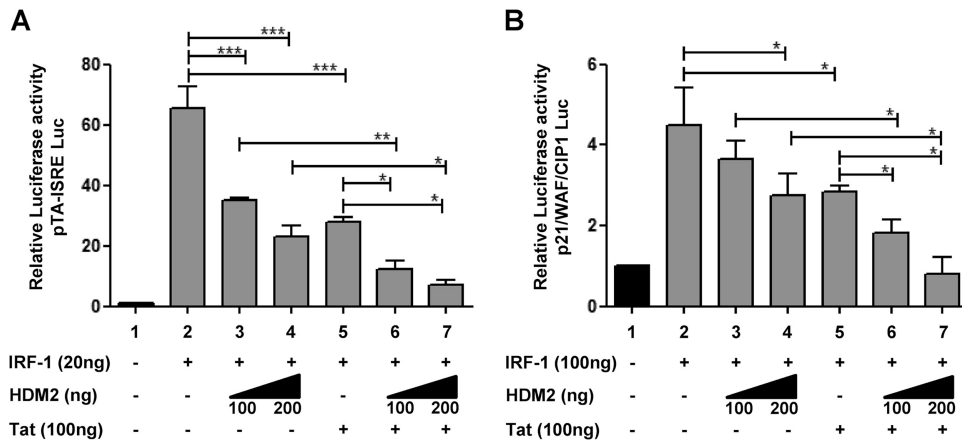 A
Relative Luciferase activity
pTA-ISRE Luc
80
60
40
20
0
***
***
***
**
*
*
*
1 2 3 4 5 6 7
IRF-1 (20ng) - + + + + + +
HDM2 (ng) - - 100 200 - 100 200
Tat (100ng) - - - - + + +
B
Relative Luciferase activity
p21/WAF/CIP1 Luc
6
4
2
0
*
*
*
*
*
*
1 2 3 4 5 6 7
IRF-1 (100ng) - + + + + + +
HDM2 (ng) - - 100 200 - 100 200
Tat (100ng) - - - - + + +